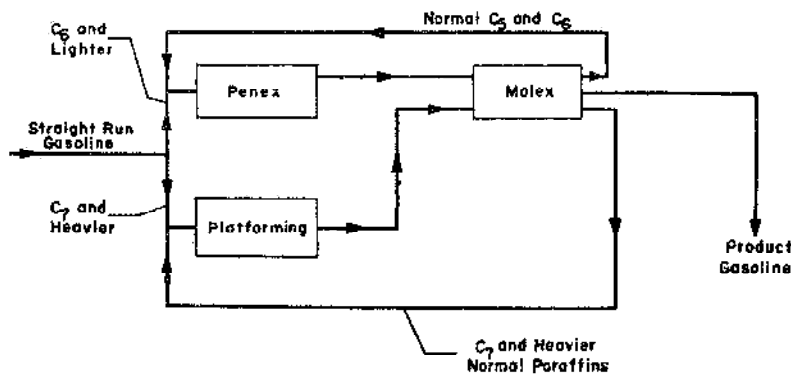 Normal C5 and C6
C6 and
Lighter
Penex
Molex
Straight Run
Gasoline
C7 and
Heavier
Platforming
Product
Gasoline
C7 and Heavier
Normal Paraffins